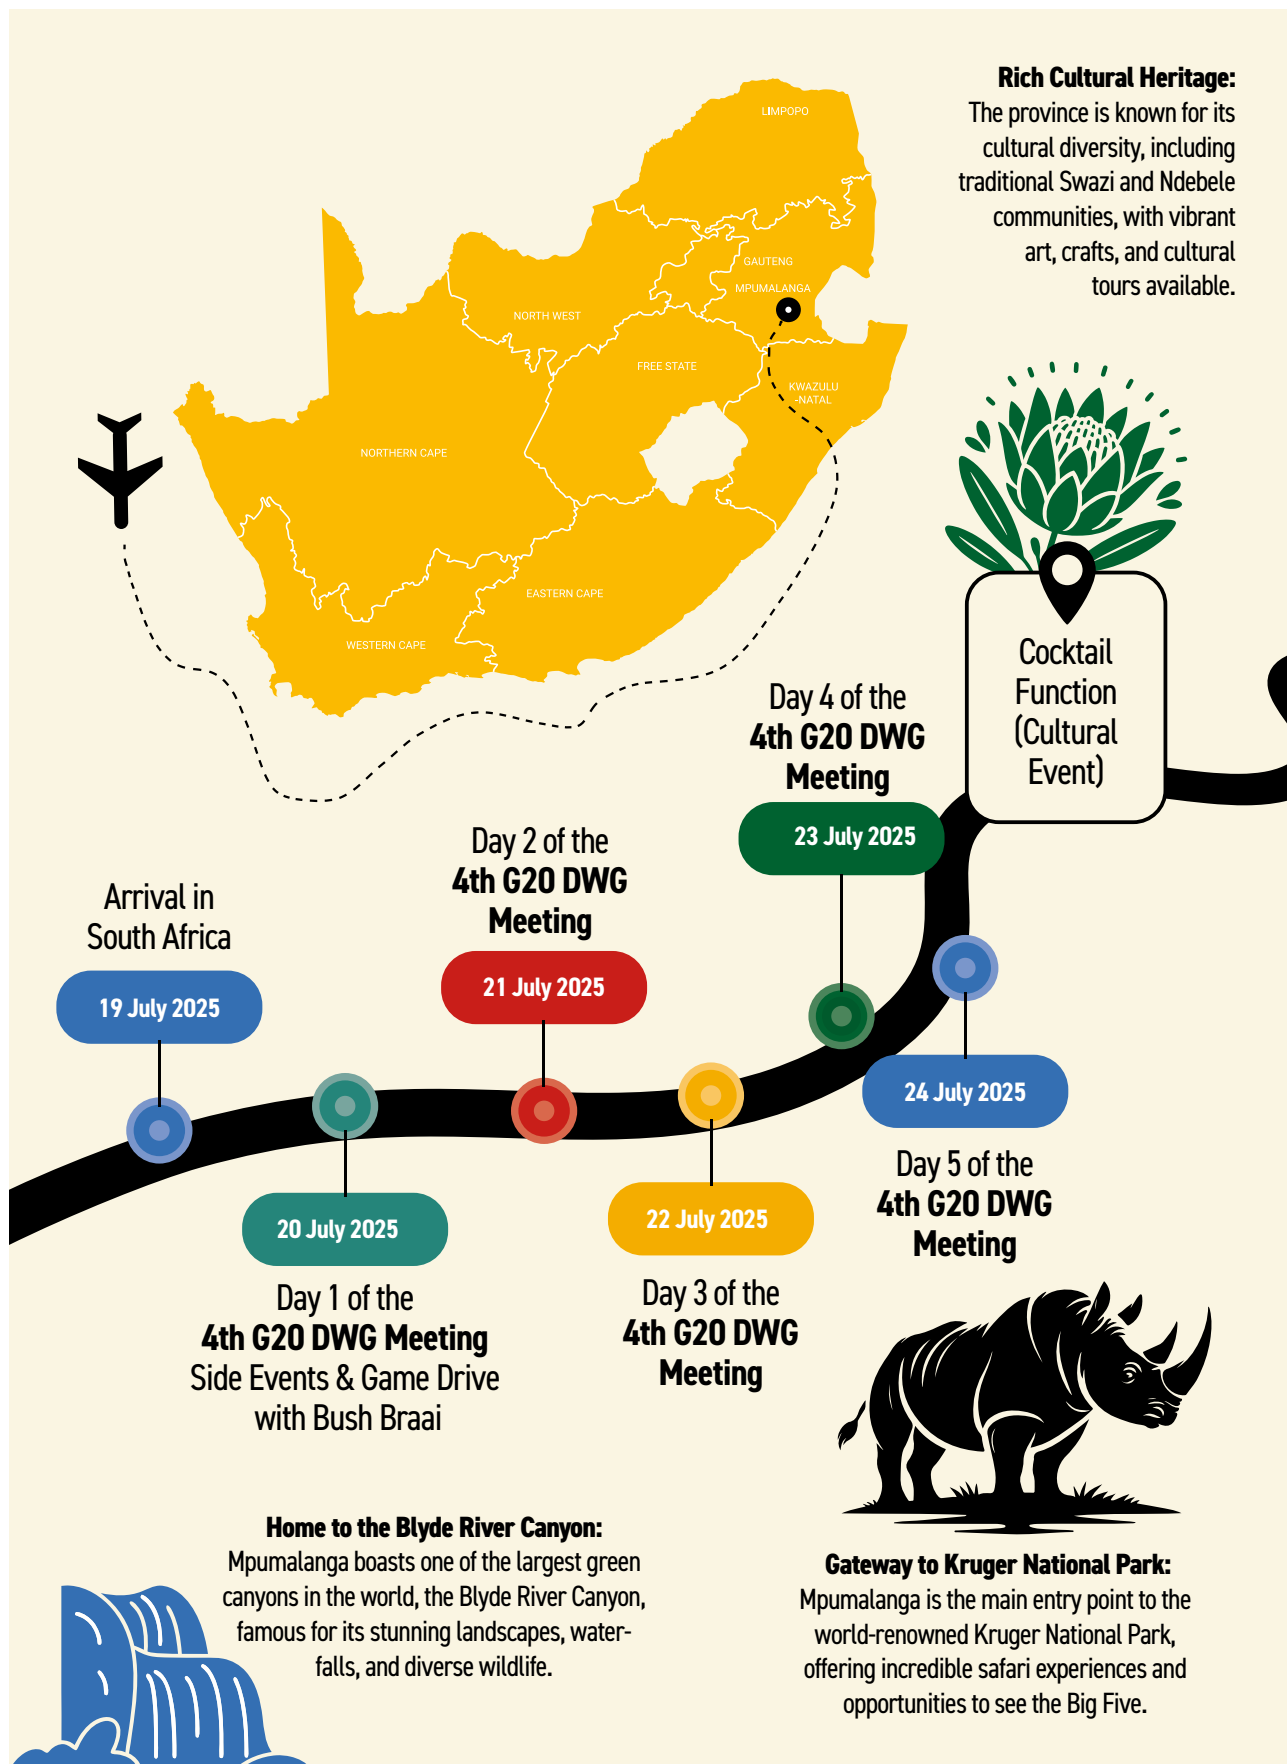 Rich Cultural Heritage:
The province is known for its
cultural diversity, including
traditional Swazi and Ndebele
communities, with vibrant
art, crafts, and cultural
tours available.
LIMPOPO
GAUTENG
MPUMALANGA
NORTH WEST
FREE STATE
KWAZULU
-NATAL
NORTHERN CAPE
EASTERN CAPE
WESTERN CAPE
Cocktail
Function
(Cultural
Event)
Arrival in
South Africa
19 July 2025
20 July 2025
Day 1 of the
4th G20 DWG Meeting
Side Events & Game Drive
with Bush Braai
Day 2 of the
4th G20 DWG
Meeting
21 July 2025
22 July 2025
Day 3 of the
4th G20 DWG
Meeting
Day 4 of the
4th G20 DWG
Meeting
23 July 2025
24 July 2025
Day 5 of the
4th G20 DWG
Meeting
Home to the Blyde River Canyon:
Mpumalanga boasts one of the largest green
canyons in the world, the Blyde River Canyon,
famous for its stunning landscapes, water-
falls, and diverse wildlife.
Gateway to Kruger National Park:
Mpumalanga is the main entry point to the
world-renowned Kruger National Park,
offering incredible safari experiences and
opportunities to see the Big Five.